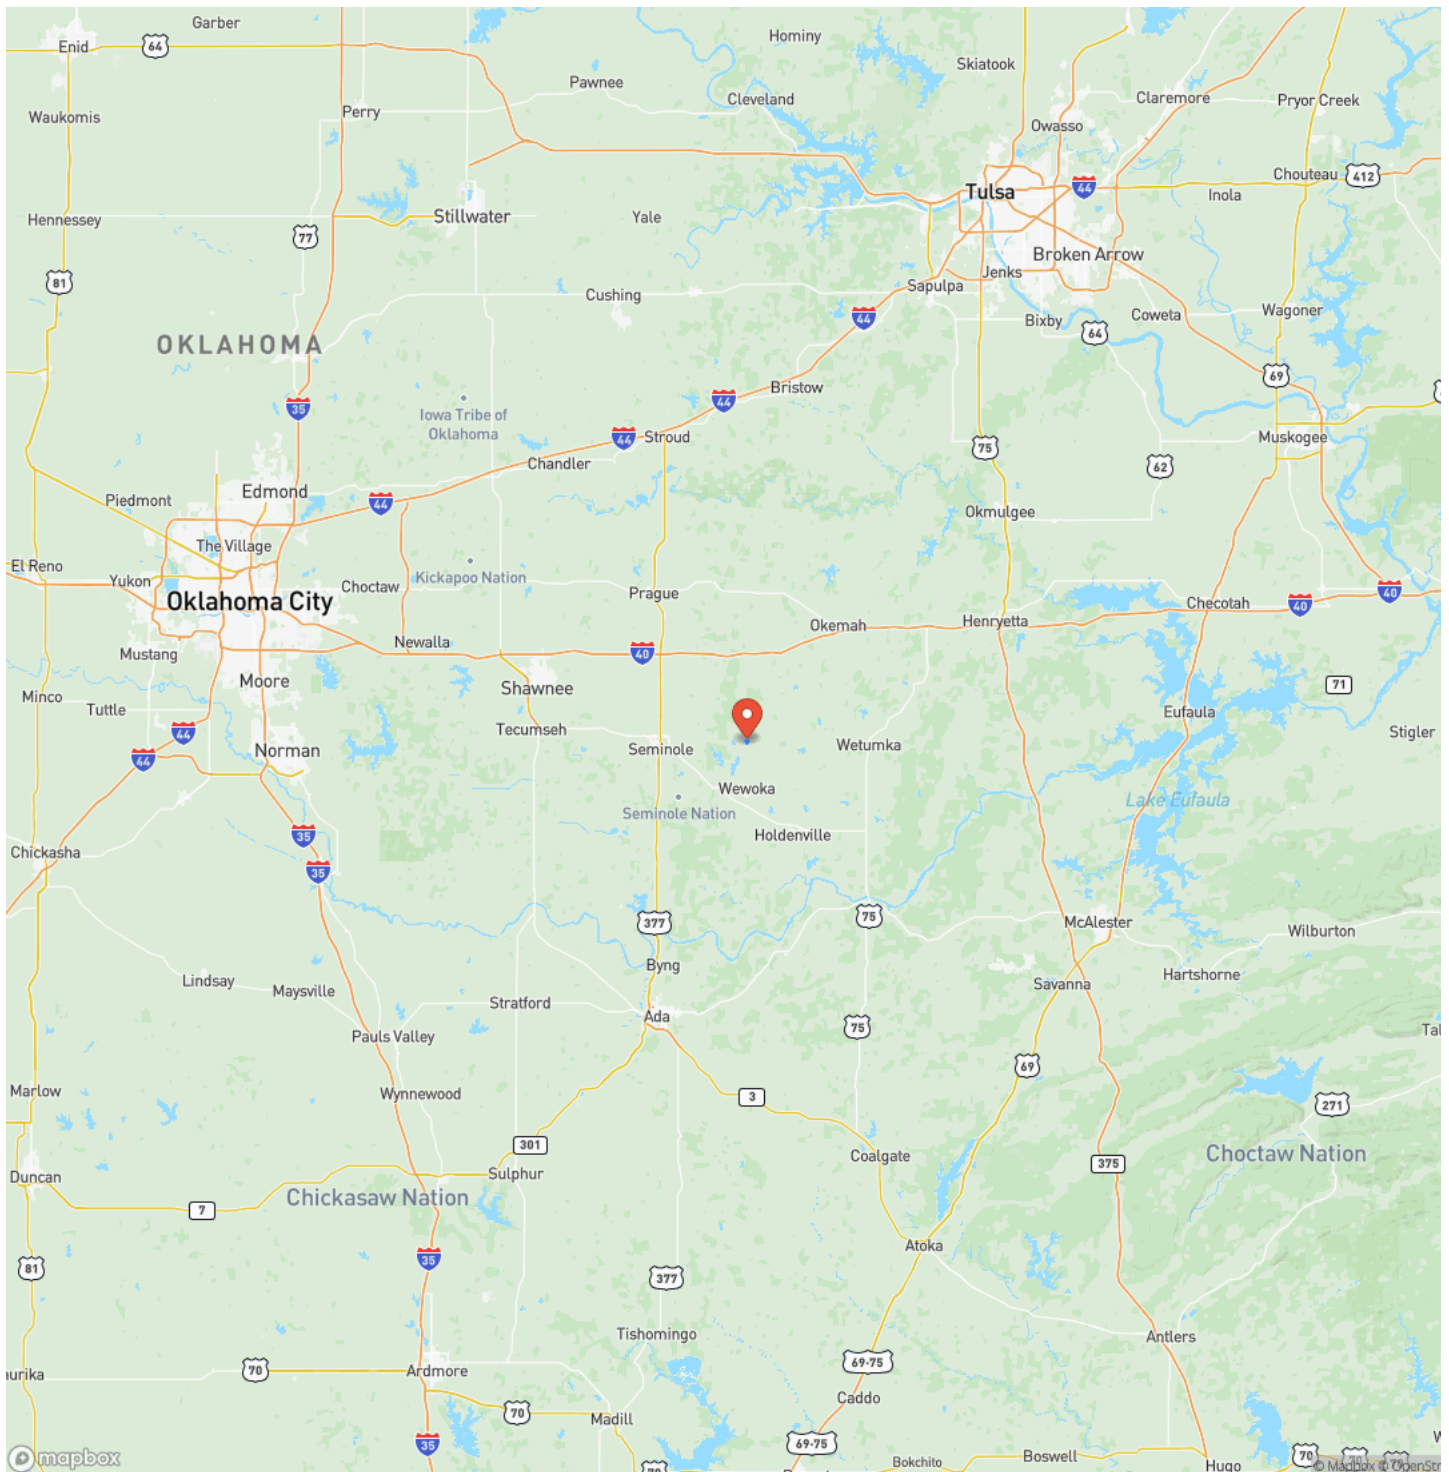 Garber
Enid
64
Hominy
Skiatook
Pawnee
Cleveland
Claremore
Pryor Creek
Waukomis
Perry
Owasso
Chouteau
412
Tulsa
44
Inola
Hennessey
77
Stillwater
Yale
Broken Arrow
81
Jenks
Sapulpa
Cushing
44
Bixby
64
Coweta
Wagoner
OKLAHOMA
69
Bristow
44
35
Iowa Tribe of
Oklahoma
44
Stroud
Muskogee
75
62
Chandler
Edmond
Piedmont
44
Okmulgee
The Village
El Reno
Yukon
Choctaw
Kickapoo Nation
Prague
40
Oklahoma City
Checotah
40
Okemah
Henryetta
Newalla
40
Mustang
Moore
Shawnee
Minco
Tuttle
71
Eufaula
Tecumseh
44
Norman
Seminole
Wetumka
Stigler
44
Wewoka
Lake Eufaula
Seminole Nation
35
Holdenville
Chickasha
35
377
75
McAlester
Wilburton
Byng
Hartshorne
Lindsay
Maysville
Stratford
Savanna
Ada
75
Pauls Valley
69
Marlow
Wynnewood
3
271
301
Coalgate
Choctaw Nation
375
Duncan
Sulphur
Chickasaw Nation
7
Atoka
35
81
377
Tishomingo
Antlers
69-75
70
Ardmore
Caddo
70
Madill
35
69-75
Boswell
70
Bokchito
Hugo
mapbox
© Mapbox